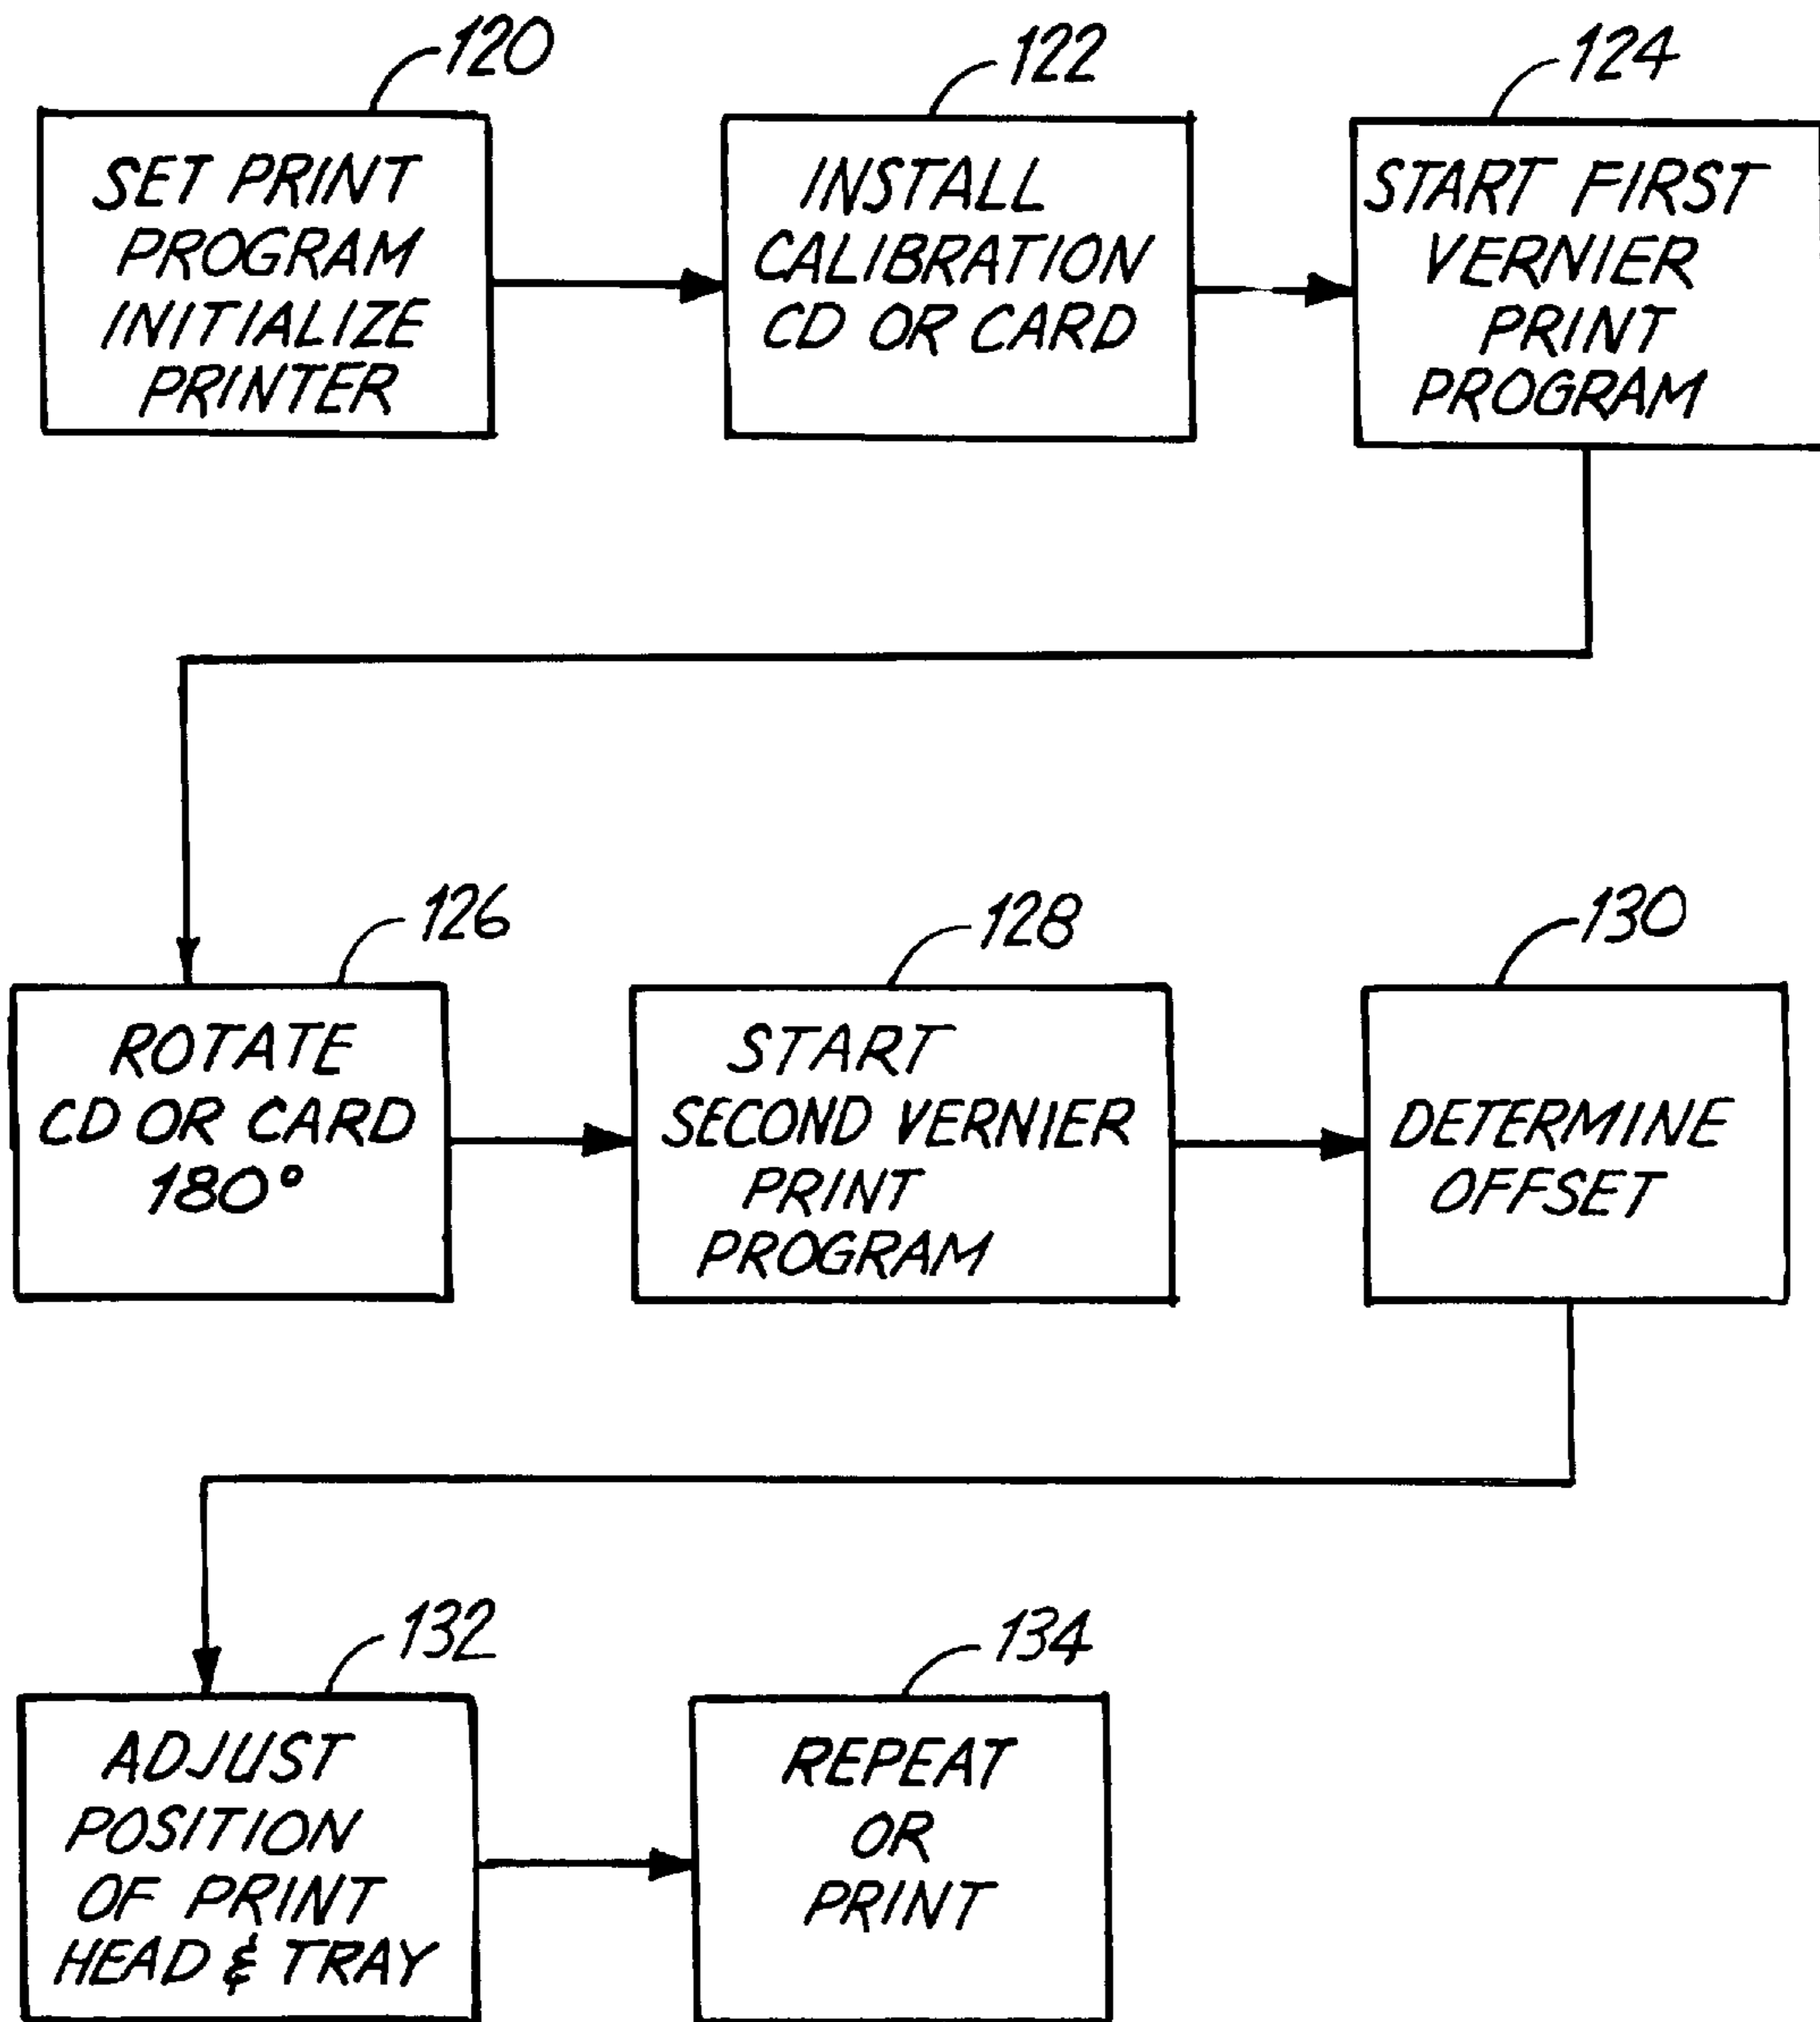 120
SET PRINT
PROGRAM
INITIALIZE
PRINTER
122
INSTALL
CALIBRATION
CD OR CARD
124
START FIRST
VERNIER
PRINT
PROGRAM
126
ROTATE
CD OR CARD
180°
128
START
SECOND VERNIER
PRINT
PROGRAM
130
DETERMINE
OFFSET
132
ADJUST
POSITION
OF PRINT
HEAD & TRAY
134
REPEAT
OR
PRINT